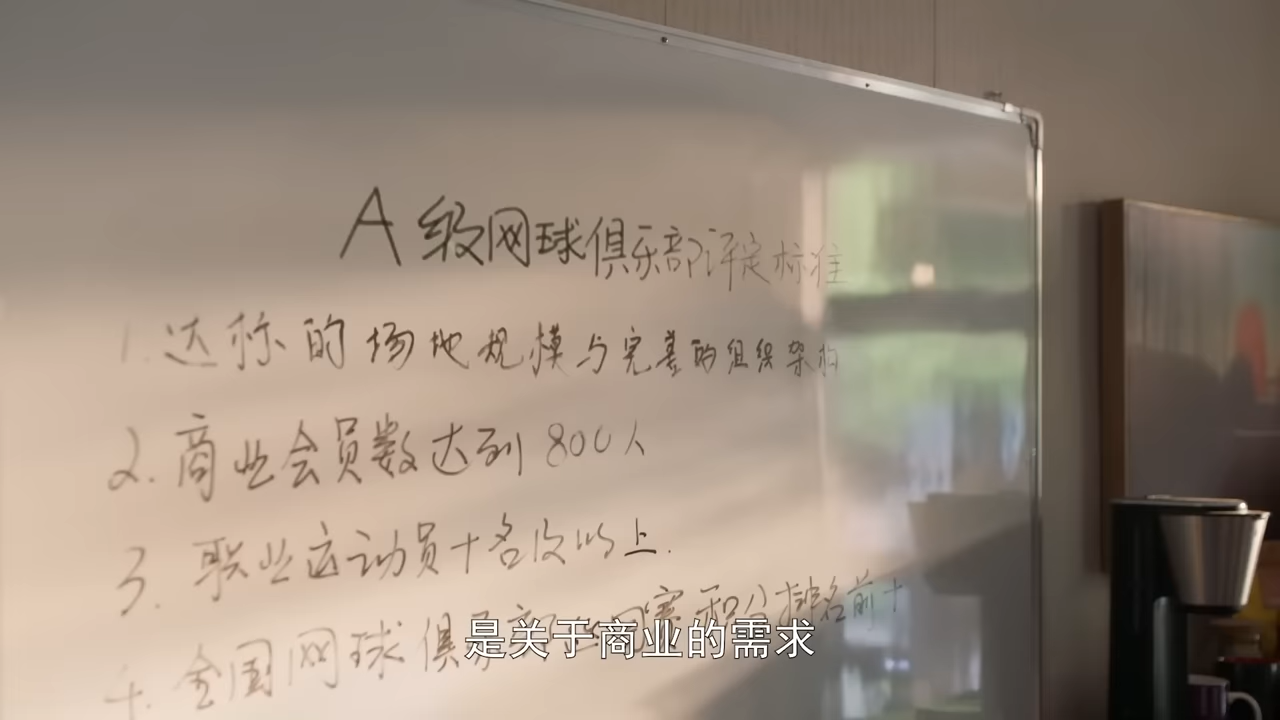 A级网球俱乐部评定标准
1.达标的场地规模与完善的组织架构
2.商业会员数达到800人
3.职业运动员十名及以上.
4.全国网球俱乐部 赛积分排名前十
是关于商业的需求